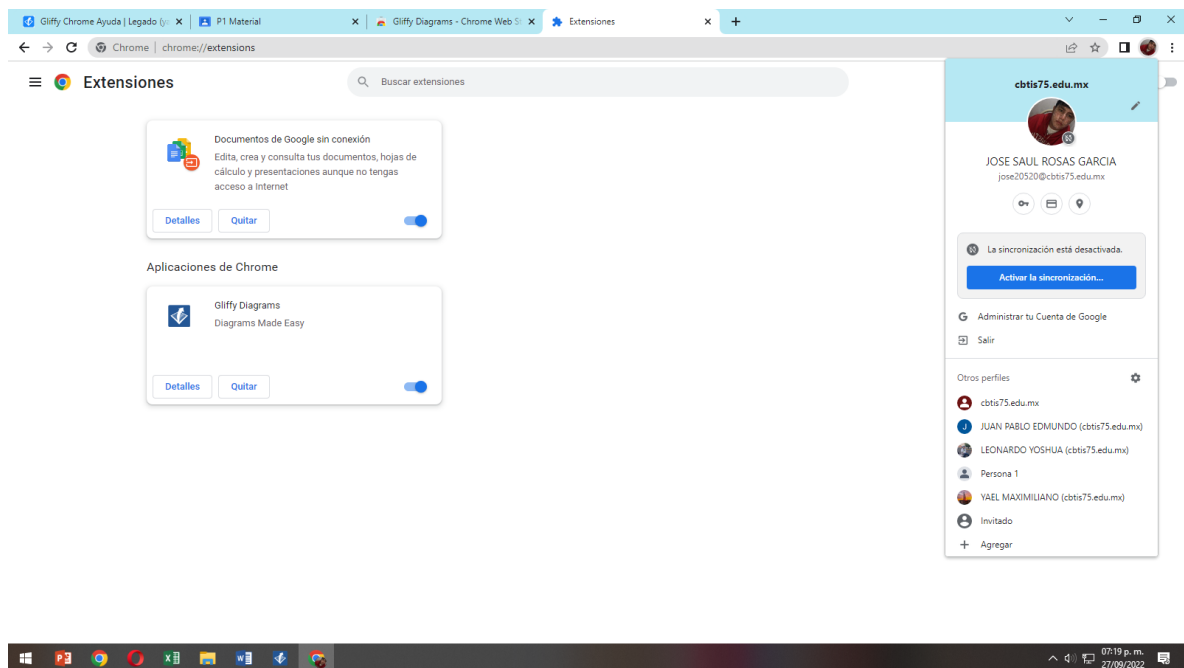 Gliffy Chrome Ayuda | Legado (y
P1 Material
Gliffy Diagrams - Chrome Web St
Extensiones
Chrome | chrome://extensions
Extensiones
Buscar extensiones
Documentos de Google sin conexión
Edita, crea y consulta tus documentos, hojas de
cálculo y presentaciones aunque no tengas
acceso a Internet
Detalles
Quitar
Aplicaciones de Chrome
Gliffy Diagrams
Diagrams Made Easy
Detalles
Quitar
cbtis75.edu.mx
JOSE SAUL ROSAS GARCIA
jose20520@cbtis75.edu.mx
La sincronización está desactivada.
Activar la sincronización...
Administrar tu Cuenta de Google
Salir
Otros perfiles
cbtis75.edu.mx
JUAN PABLO EDMUNDO (cbtis75.edu.mx)
LEONARDO YOSHUA (cbtis75.edu.mx)
Persona 1
YAEL MAXIMILIANO (cbtis75.edu.mx)
Invitado
Agregar
07:19 p. m.
27/09/2022